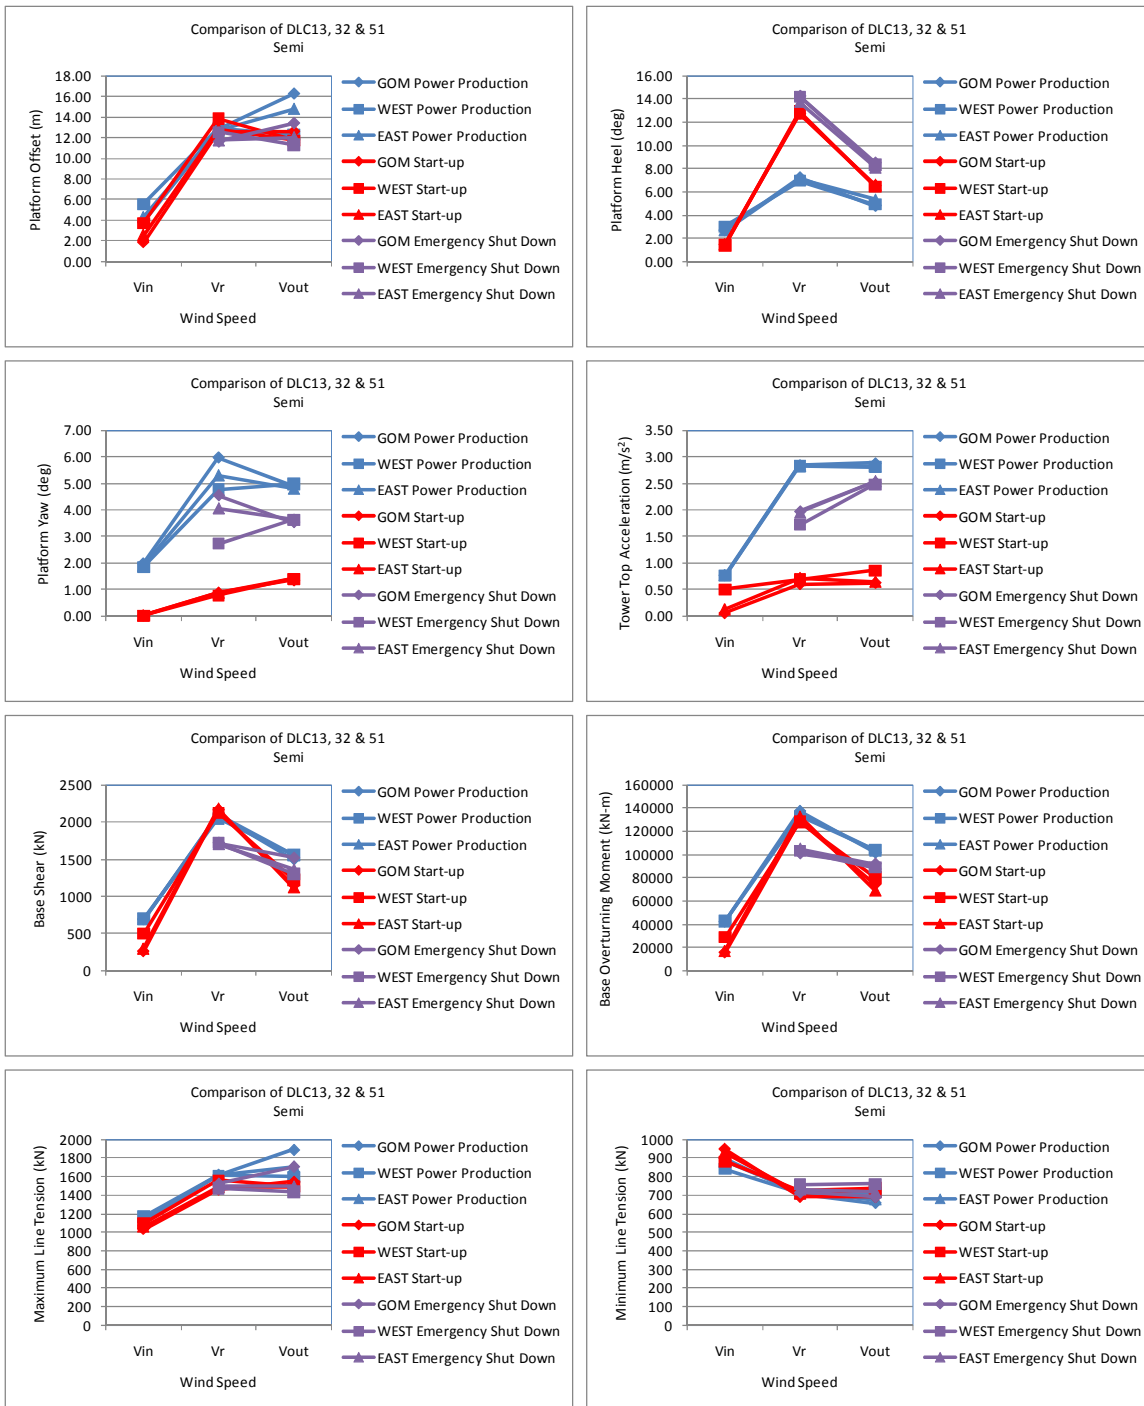 Comparison of DLC13, 32 & 51
Semi
Platform Offset (m)
18.00
16.00
14.00
12.00
10.00
8.00
6.00
4.00
2.00
0.00
Vin
Vr
Vout
Wind Speed
GOM Power Production
WEST Power Production
EAST Power Production
GOM Start-up
WEST Start-up
EAST Start-up
GOM Emergency Shut Down
WEST Emergency Shut Down
EAST Emergency Shut Down
Comparison of DLC13, 32 & 51
Semi
Platform Heel (deg)
16.00
14.00
12.00
10.00
8.00
6.00
4.00
2.00
0.00
Vin
Vr
Vout
Wind Speed
GOM Power Production
WEST Power Production
EAST Power Production
GOM Start-up
WEST Start-up
EAST Start-up
GOM Emergency Shut Down
WEST Emergency Shut Down
EAST Emergency Shut Down
Comparison of DLC13, 32 & 51
Semi
Platform Yaw (deg)
7.00
6.00
5.00
4.00
3.00
2.00
1.00
0.00
Vin
Vr
Vout
Wind Speed
GOM Power Production
WEST Power Production
EAST Power Production
GOM Start-up
WEST Start-up
EAST Start-up
GOM Emergency Shut Down
WEST Emergency Shut Down
EAST Emergency Shut Down
Comparison of DLC13, 32 & 51
Semi
Tower Top Acceleration (m/s²)
3.50
3.00
2.50
2.00
1.50
1.00
0.50
0.00
Vin
Vr
Vout
Wind Speed
GOM Power Production
WEST Power Production
EAST Power Production
GOM Start-up
WEST Start-up
EAST Start-up
GOM Emergency Shut Down
WEST Emergency Shut Down
EAST Emergency Shut Down
Comparison of DLC13, 32 & 51
Semi
Base Shear (kN)
2500
2000
1500
1000
500
0
Vin
Vr
Vout
Wind Speed
GOM Power Production
WEST Power Production
EAST Power Production
GOM Start-up
WEST Start-up
EAST Start-up
GOM Emergency Shut Down
WEST Emergency Shut Down
EAST Emergency Shut Down
Comparison of DLC13, 32 & 51
Semi
Base Overturning Moment (kN-m)
160000
140000
120000
100000
80000
60000
40000
20000
0
Vin
Vr
Vout
Wind Speed
GOM Power Production
WEST Power Production
EAST Power Production
GOM Start-up
WEST Start-up
EAST Start-up
GOM Emergency Shut Down
WEST Emergency Shut Down
EAST Emergency Shut Down
Comparison of DLC13, 32 & 51
Semi
Maximum Line Tension (kN)
2000
1800
1600
1400
1200
1000
800
600
400
200
0
Vin
Vr
Vout
Wind Speed
GOM Power Production
WEST Power Production
EAST Power Production
GOM Start-up
WEST Start-up
EAST Start-up
GOM Emergency Shut Down
WEST Emergency Shut Down
EAST Emergency Shut Down
Comparison of DLC13, 32 & 51
Semi
Minimum Line Tension (kN)
1000
900
800
700
600
500
400
300
200
100
0
Vin
Vr
Vout
Wind Speed
GOM Power Production
WEST Power Production
EAST Power Production
GOM Start-up
WEST Start-up
EAST Start-up
GOM Emergency Shut Down
WEST Emergency Shut Down
EAST Emergency Shut Down